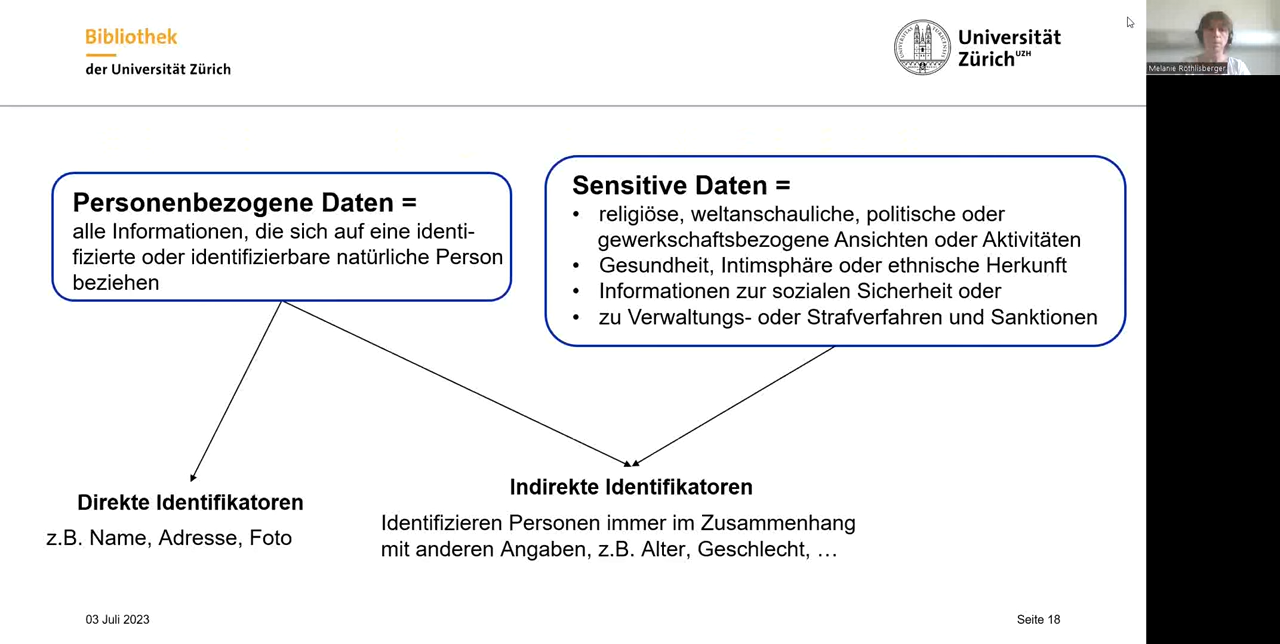 Bibliothek
der Universität Zürich
Universität
Zürich UZH
Melanie Röthlisberger
Personenbezogene Daten =
alle Informationen, die sich auf eine identi-
fizierte oder identifizierbare natürliche Person
beziehen
Sensitive Daten =
• religiöse, weltanschauliche, politische oder
gewerkschaftsbezogene Ansichten oder Aktivitäten
• Gesundheit, Intimsphäre oder ethnische Herkunft
• Informationen zur sozialen Sicherheit oder
• zu Verwaltungs- oder Strafverfahren und Sanktionen
Direkte Identifikatoren
z.B. Name, Adresse, Foto
Indirekte Identifikatoren
Identifizieren Personen immer im Zusammenhang
mit anderen Angaben, z.B. Alter, Geschlecht, …
03 Juli 2023
Seite 18